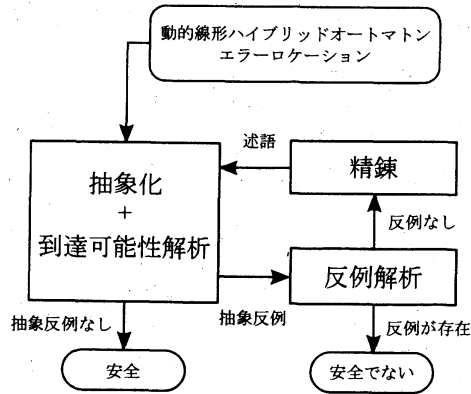 動的線形ハイブリッドオートマトン
エラーロケーション
述語
抽象化
+
到達可能性解析
精錬
反例なし
反例解析
抽象反例
抽象反例なし
反例が存在
安全
安全でない